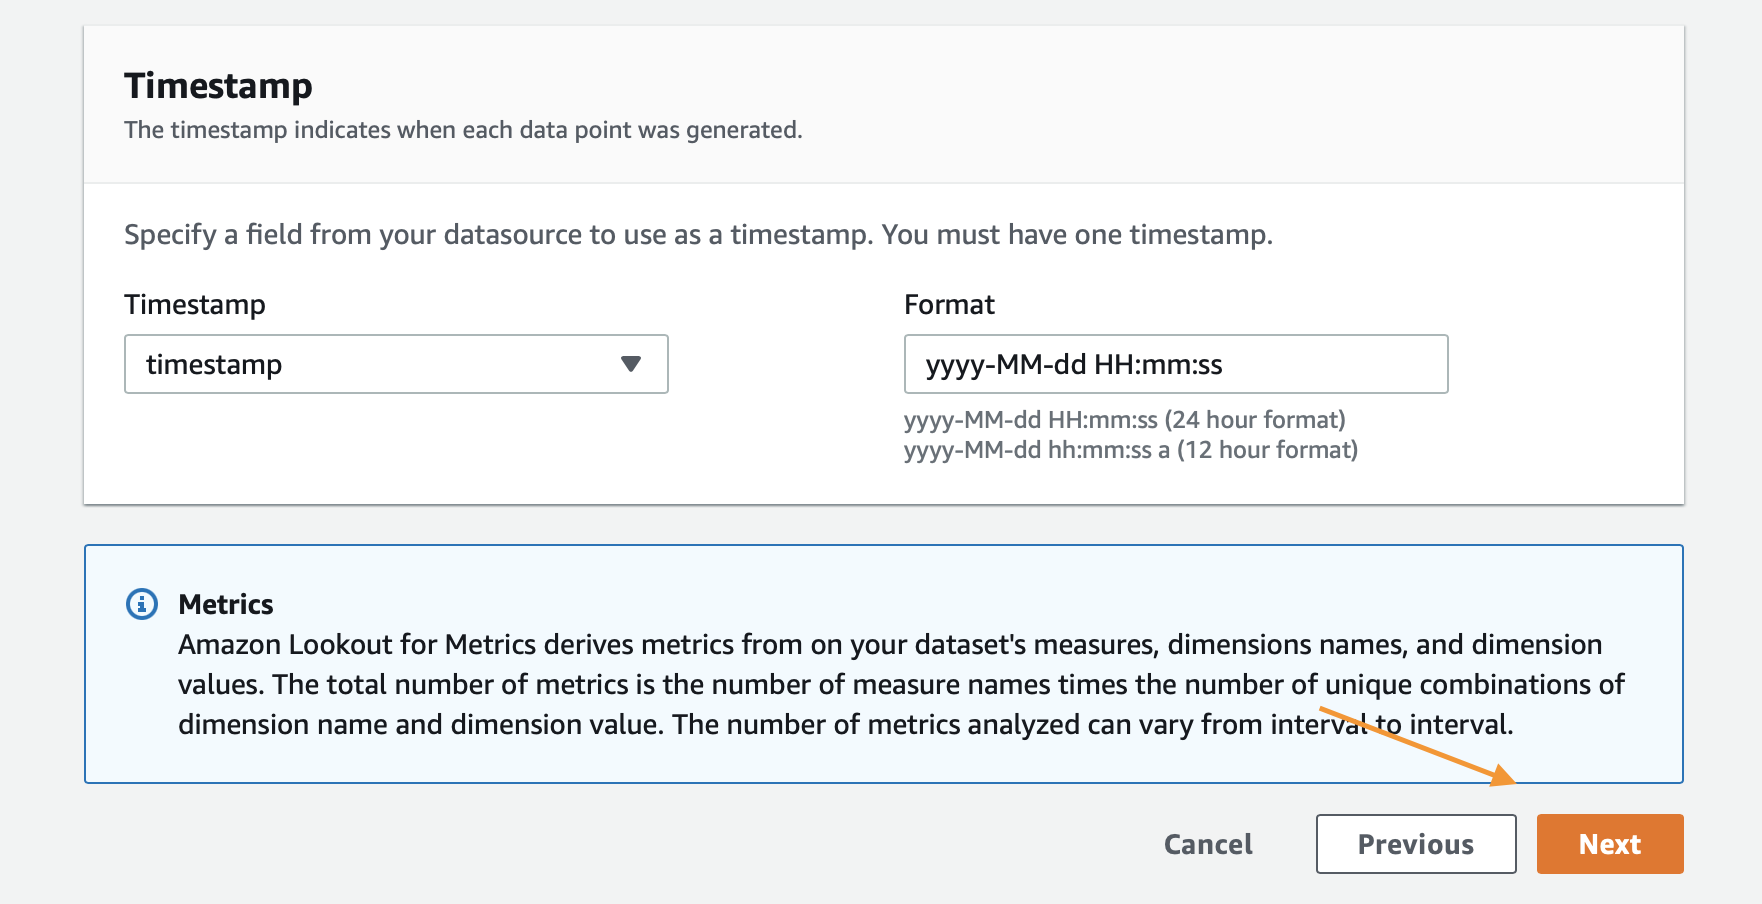 Timestamp
The timestamp indicates when each data point was generated.
Specify a field from your datasource to use as a timestamp. You must have one timestamp.
Timestamp
timestamp
Format
yyyy-MM-dd HH:mm:ss
yyyy-MM-dd HH:mm:ss (24 hour format)
yyyy-MM-dd hh:mm:ss a (12 hour format)
Metrics
Amazon Lookout for Metrics derives metrics from on your dataset's measures, dimensions names, and dimension
values. The total number of metrics is the number of measure names times the number of unique combinations of
dimension name and dimension value. The number of metrics analyzed can vary from interval to interval.
Cancel
Previous
Next